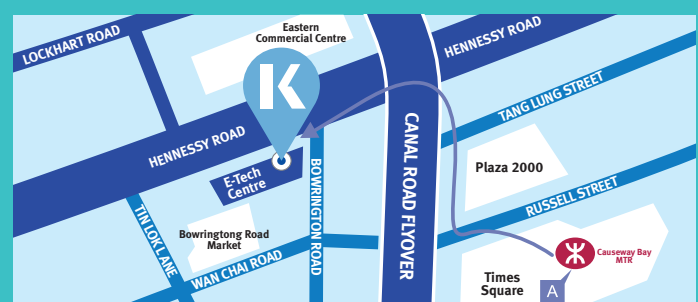 Eastern
Commercial Centre
LOCKHART ROAD
HENNESSY ROAD
K
TANG LUNG STREET
HENNESSY ROAD
CANAL ROAD FLYOVER
Plaza 2000
E-Tech
Centre
BOWRINGTON ROAD
RUSSELL STREET
TIN LOK LANE
Bowringtong Road
Market
WAN CHAI ROAD
Causeway Bay
MTR
Times
Square
A